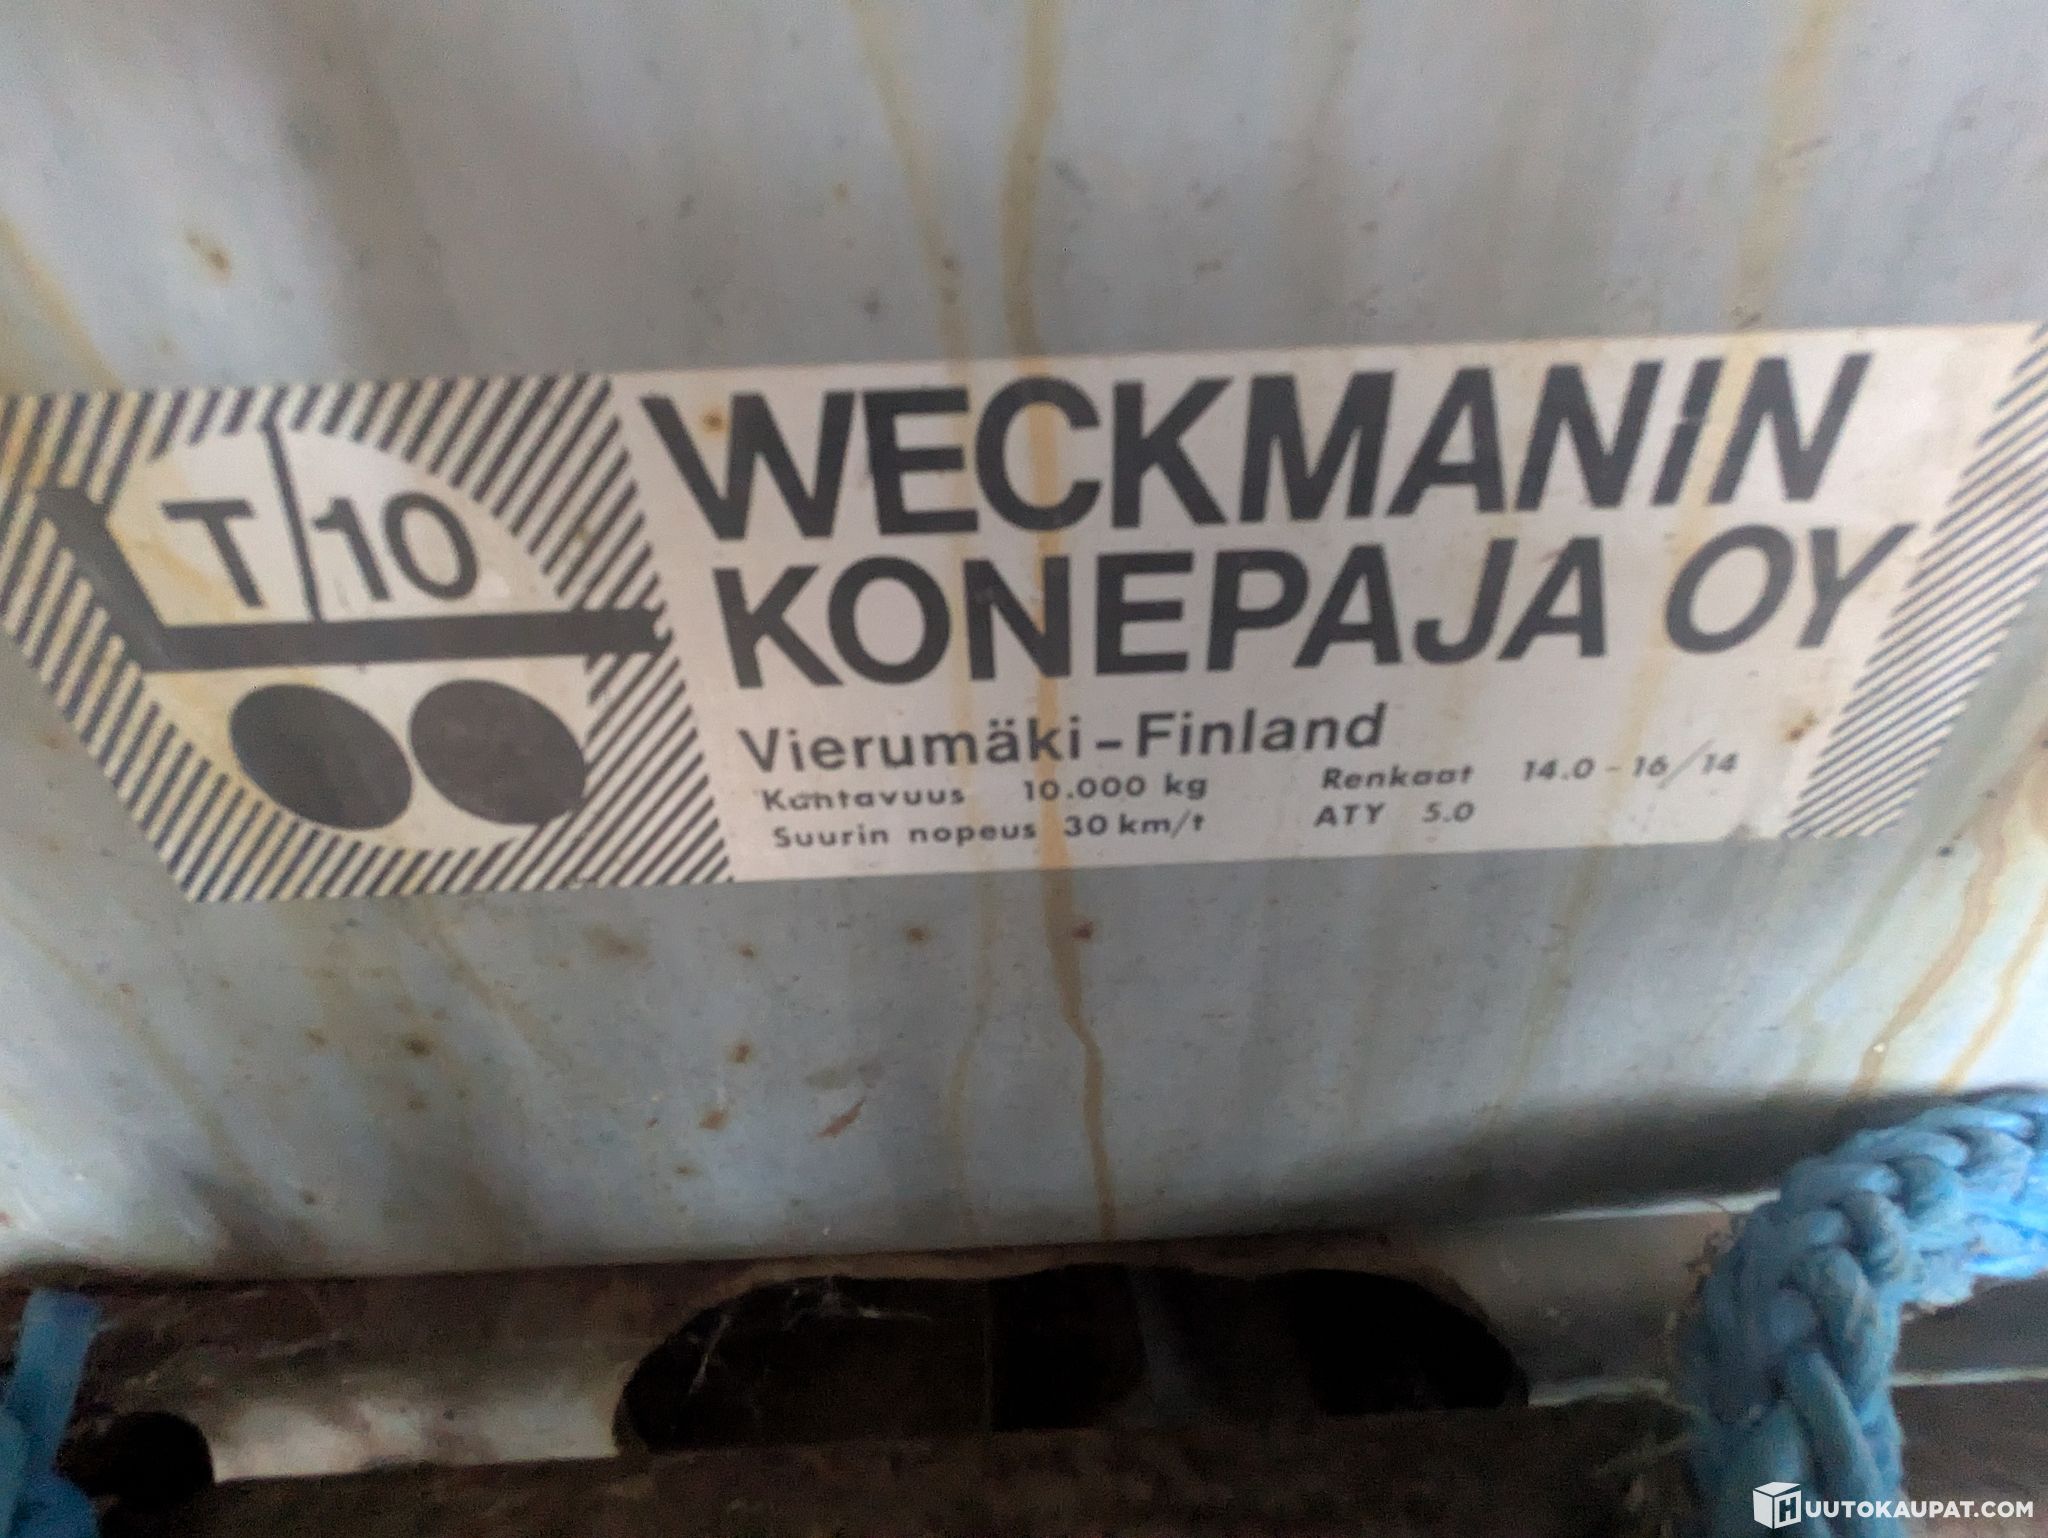 T 10
WECKMANIN
KONEPAJA OY
Vierumäki - Finland
Kantavuus 10.000 kg Renkaat 14.0 - 16/14
Suurin nopeus 30 km/t ATY 5.0
HUUTOKAUPAT.COM